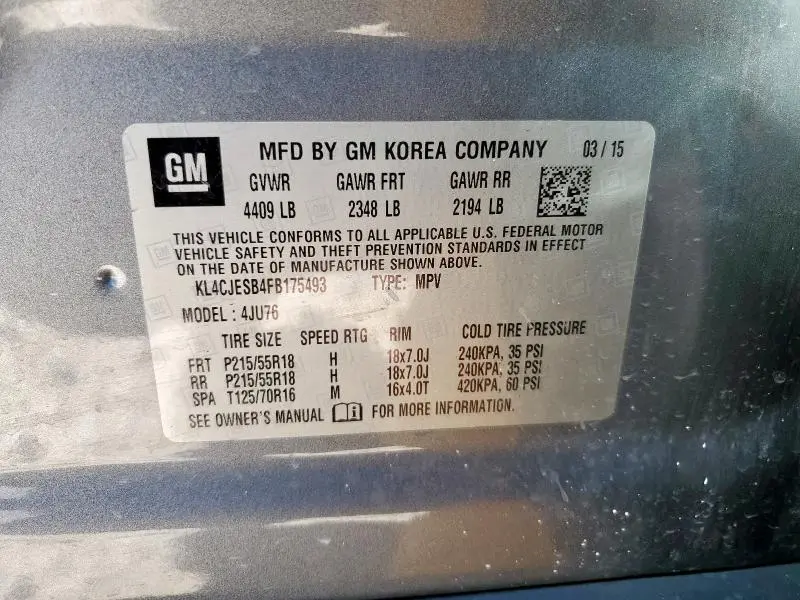 GM MFD BY GM KOREA COMPANY 03 / 15
GVWR GAWR FRT GAWR RR
4409 LB 2348 LB 2194 LB
THIS VEHICLE CONFORMS TO ALL APPLICABLE U.S. FEDERAL MOTOR
VEHICLE SAFETY AND THEFT PREVENTION STANDARDS IN EFFECT
ON THE DATE OF MANUFACTURE SHOWN ABOVE.
KL4CJESB4FB175493 TYPE: MPV
MODEL : 4JU76
TIRE SIZE SPEED RTG RIM COLD TIRE PRESSURE
FRT P215/55R18 H 18x7.0J 240KPA, 35 PSI
RR P215/55R18 H 18x7.0J 240KPA, 35 PSI
SPA T125/70R16 M 16x4.0T 420KPA, 60 PSI
SEE OWNER'S MANUAL FOR MORE INFORMATION.